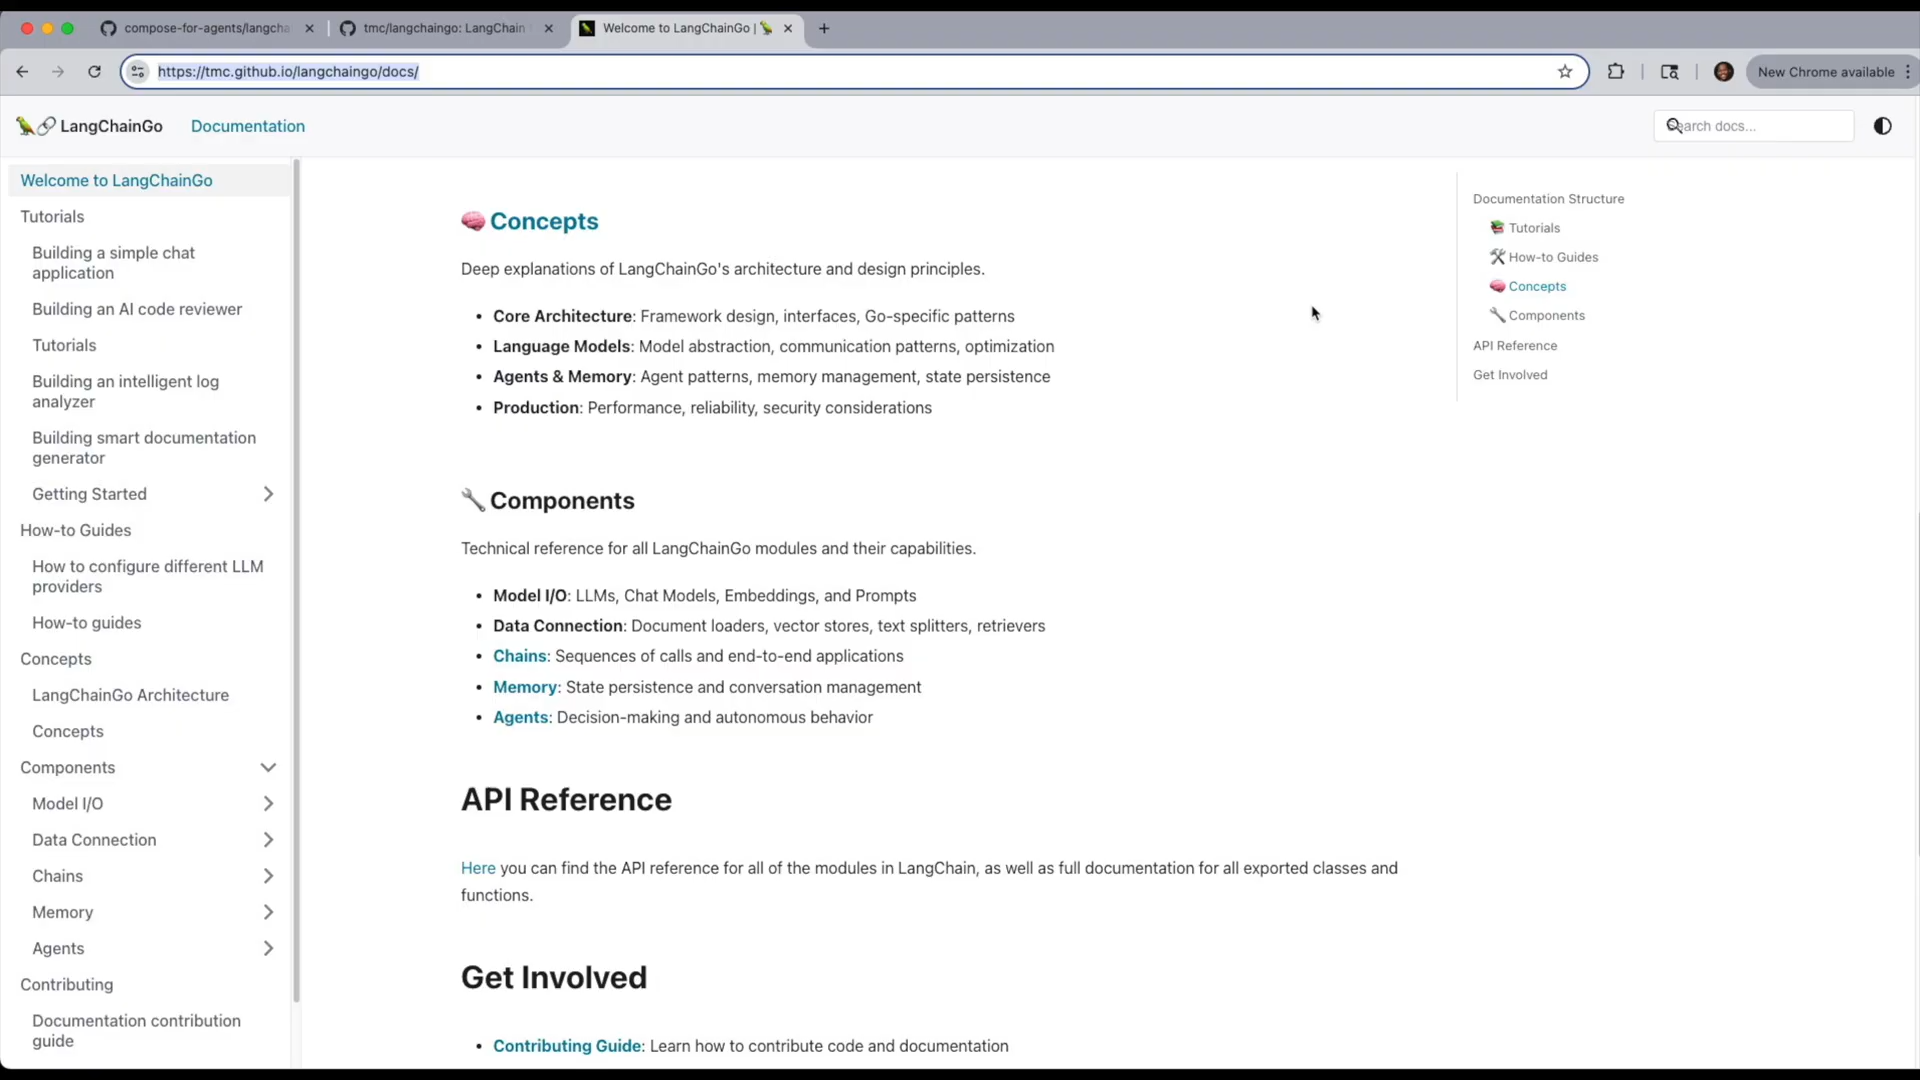 compose-for-agents/langcha
tmc/langchaingo: LangChain
Welcome to LangChainGo |
https://tmc.github.io/langchaingo/docs/
New Chrome available
LangChainGo
Documentation
Search docs...
Welcome to LangChainGo
Tutorials
Building a simple chat
application
Building an AI code reviewer
Tutorials
Building an intelligent log
analyzer
Building smart documentation
generator
Getting Started
How-to Guides
How to configure different LLM
providers
How-to guides
Concepts
LangChainGo Architecture
Concepts
Components
Model I/O
Data Connection
Chains
Memory
Agents
Contributing
Documentation contribution
guide
🧠 Concepts
Deep explanations of LangChainGo's architecture and design principles.
• Core Architecture: Framework design, interfaces, Go-specific patterns
• Language Models: Model abstraction, communication patterns, optimization
• Agents & Memory: Agent patterns, memory management, state persistence
• Production: Performance, reliability, security considerations
🔧 Components
Technical reference for all LangChainGo modules and their capabilities.
• Model I/O: LLMs, Chat Models, Embeddings, and Prompts
• Data Connection: Document loaders, vector stores, text splitters, retrievers
• Chains: Sequences of calls and end-to-end applications
• Memory: State persistence and conversation management
• Agents: Decision-making and autonomous behavior
API Reference
Here you can find the API reference for all of the modules in LangChain, as well as full documentation for all exported classes and
functions.
Get Involved
• Contributing Guide: Learn how to contribute code and documentation
Documentation Structure
📚 Tutorials
🛠 How-to Guides
🧠 Concepts
🔧 Components
API Reference
Get Involved